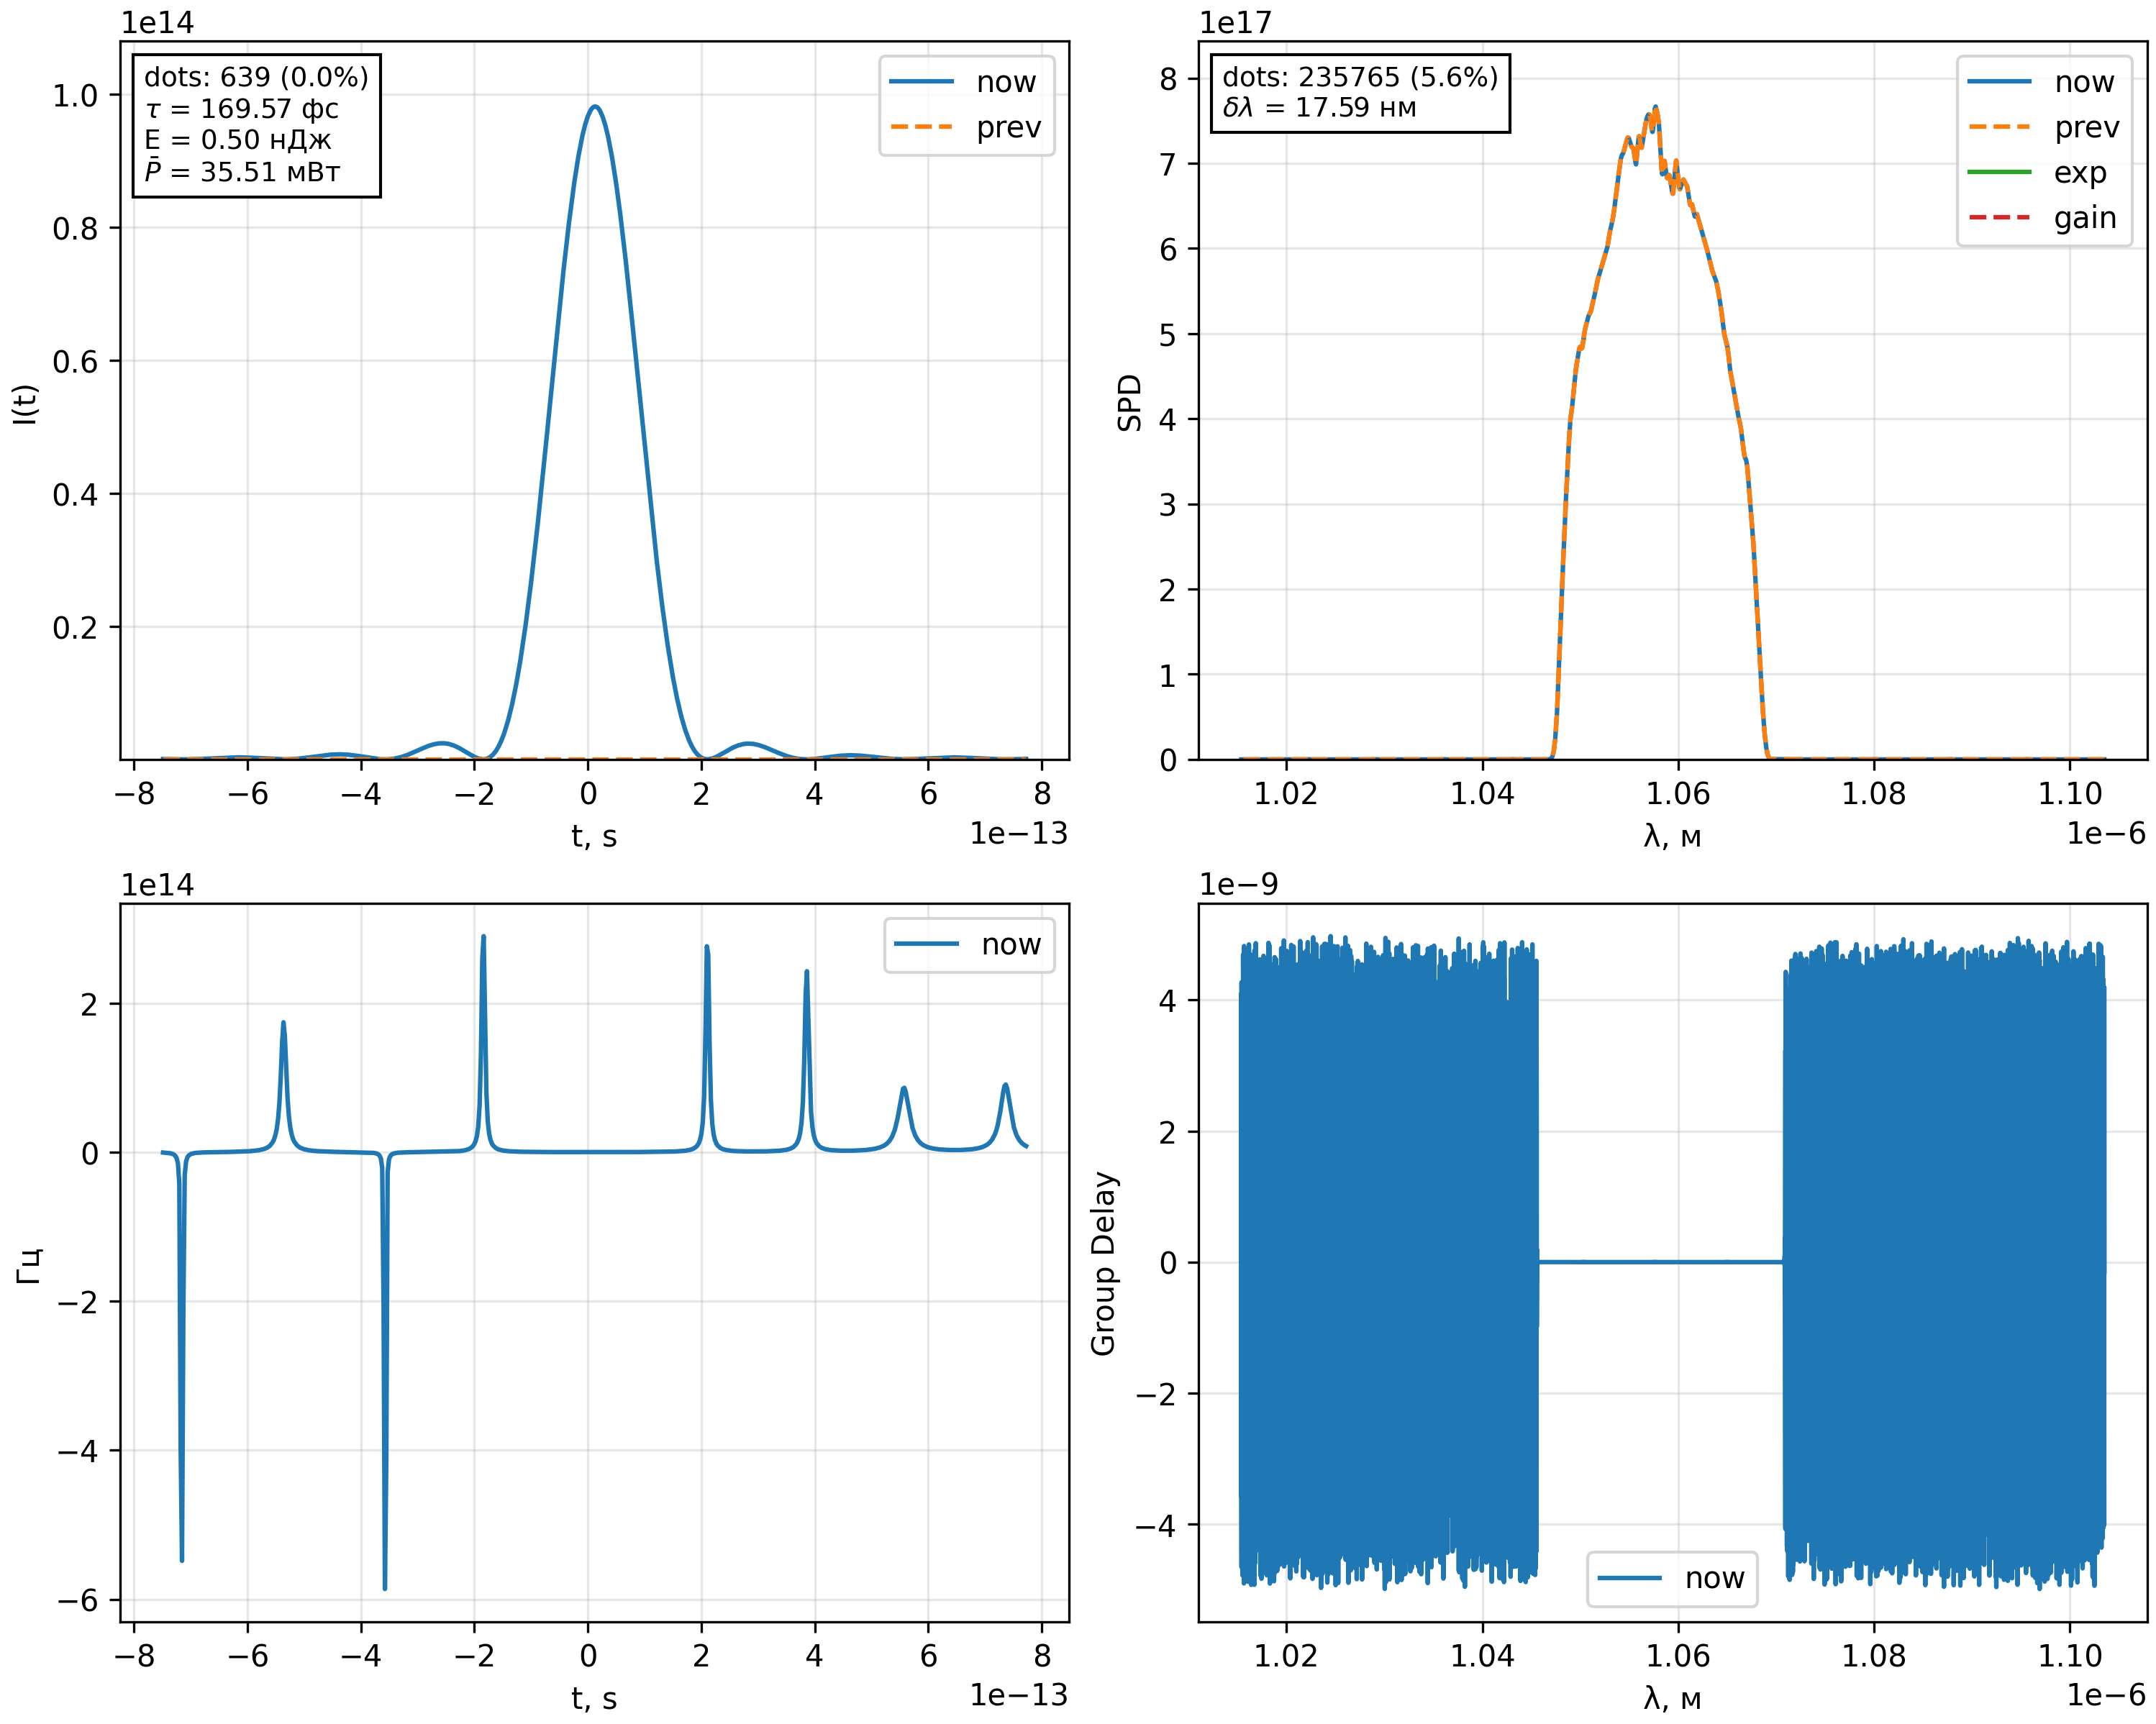 1e14
dots: 639 (0.0%)
τ = 169.57 фс
E = 0.50 нДж
P̄ = 35.51 мВт
now
prev
1.0
0.8
0.6
0.4
0.2
I(t)
−8 −6 −4 −2 0 2 4 6 8
t, s
1e−13
1e17
dots: 235765 (5.6%)
δλ = 17.59 нм
now
prev
exp
gain
8
7
6
5
4
3
2
1
0
SPD
1.02 1.04 1.06 1.08 1.10
λ, м
1e−6
1e14
now
2
0
−2
−4
−6
Гц
−8 −6 −4 −2 0 2 4 6 8
t, s
1e−13
1e−9
4
2
0
−2
−4
Group Delay
now
1.02 1.04 1.06 1.08 1.10
λ, м
1e−6